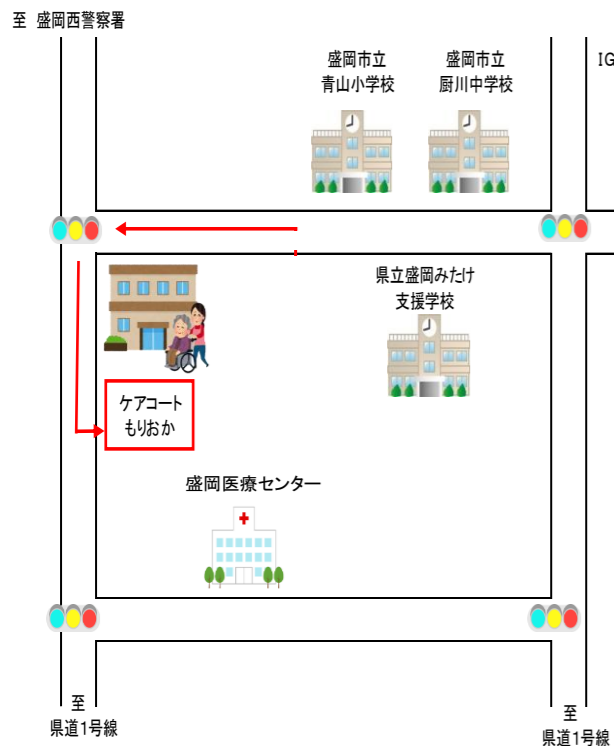 至 盛岡西警察署
盛岡市立
青山小学校
盛岡市立
厨川中学校
IG
県立盛岡みたけ
支援学校
ケアコート
もりおか
盛岡医療センター
至
県道1号線
至
県道1号線